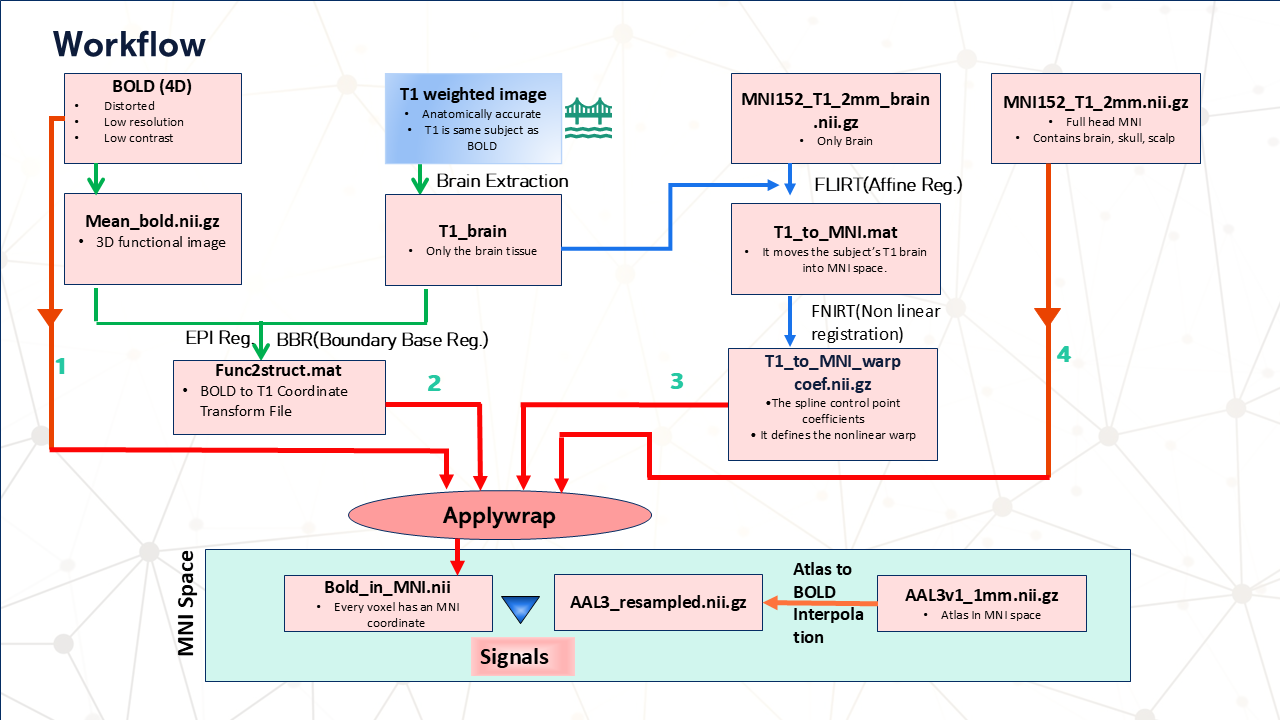 Workflow
BOLD (4D)
• Distorted
• Low resolution
• Low contrast
T1 weighted image
• Anatomically accurate
• T1 is same subject as
BOLD
MNI152_T1_2mm_brain
.nii.gz
• Only Brain
MNI152_T1_2mm.nii.gz
• Full head MNI
• Contains brain, skull, scalp
Brain Extraction
FLIRT(Affine Reg.)
Mean_bold.nii.gz
• 3D functional image
T1_brain
• Only the brain tissue
T1_to_MNI.mat
• It moves the subject's T1 brain
into MNI space.
EPI Reg.
BBR(Boundary Base Reg.)
FNIRT(Non linear
registration)
1
Func2struct.mat
• BOLD to T1 Coordinate
Transform File
2
3
T1_to_MNI_warp
coef.nii.gz
•The spline control point
coefficients
• It defines the nonlinear warp
4
Applywrap
MNI Space
Bold_in_MNI.nii
• Every voxel has an MNI
coordinate
AAL3_resampled.nii.gz
Atlas to
BOLD
Interpola
tion
AAL3v1_1mm.nii.gz
• Atlas In MNI space
Signals